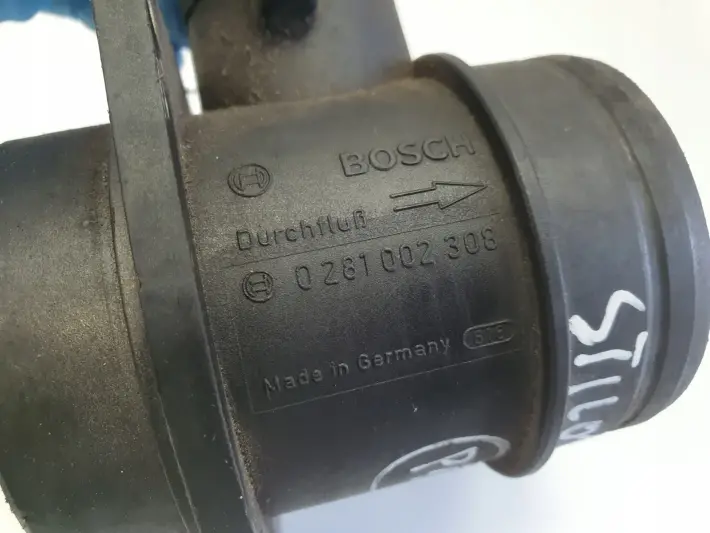 BOSCH
Durchfluß
0 281 002 308
Made in Germany